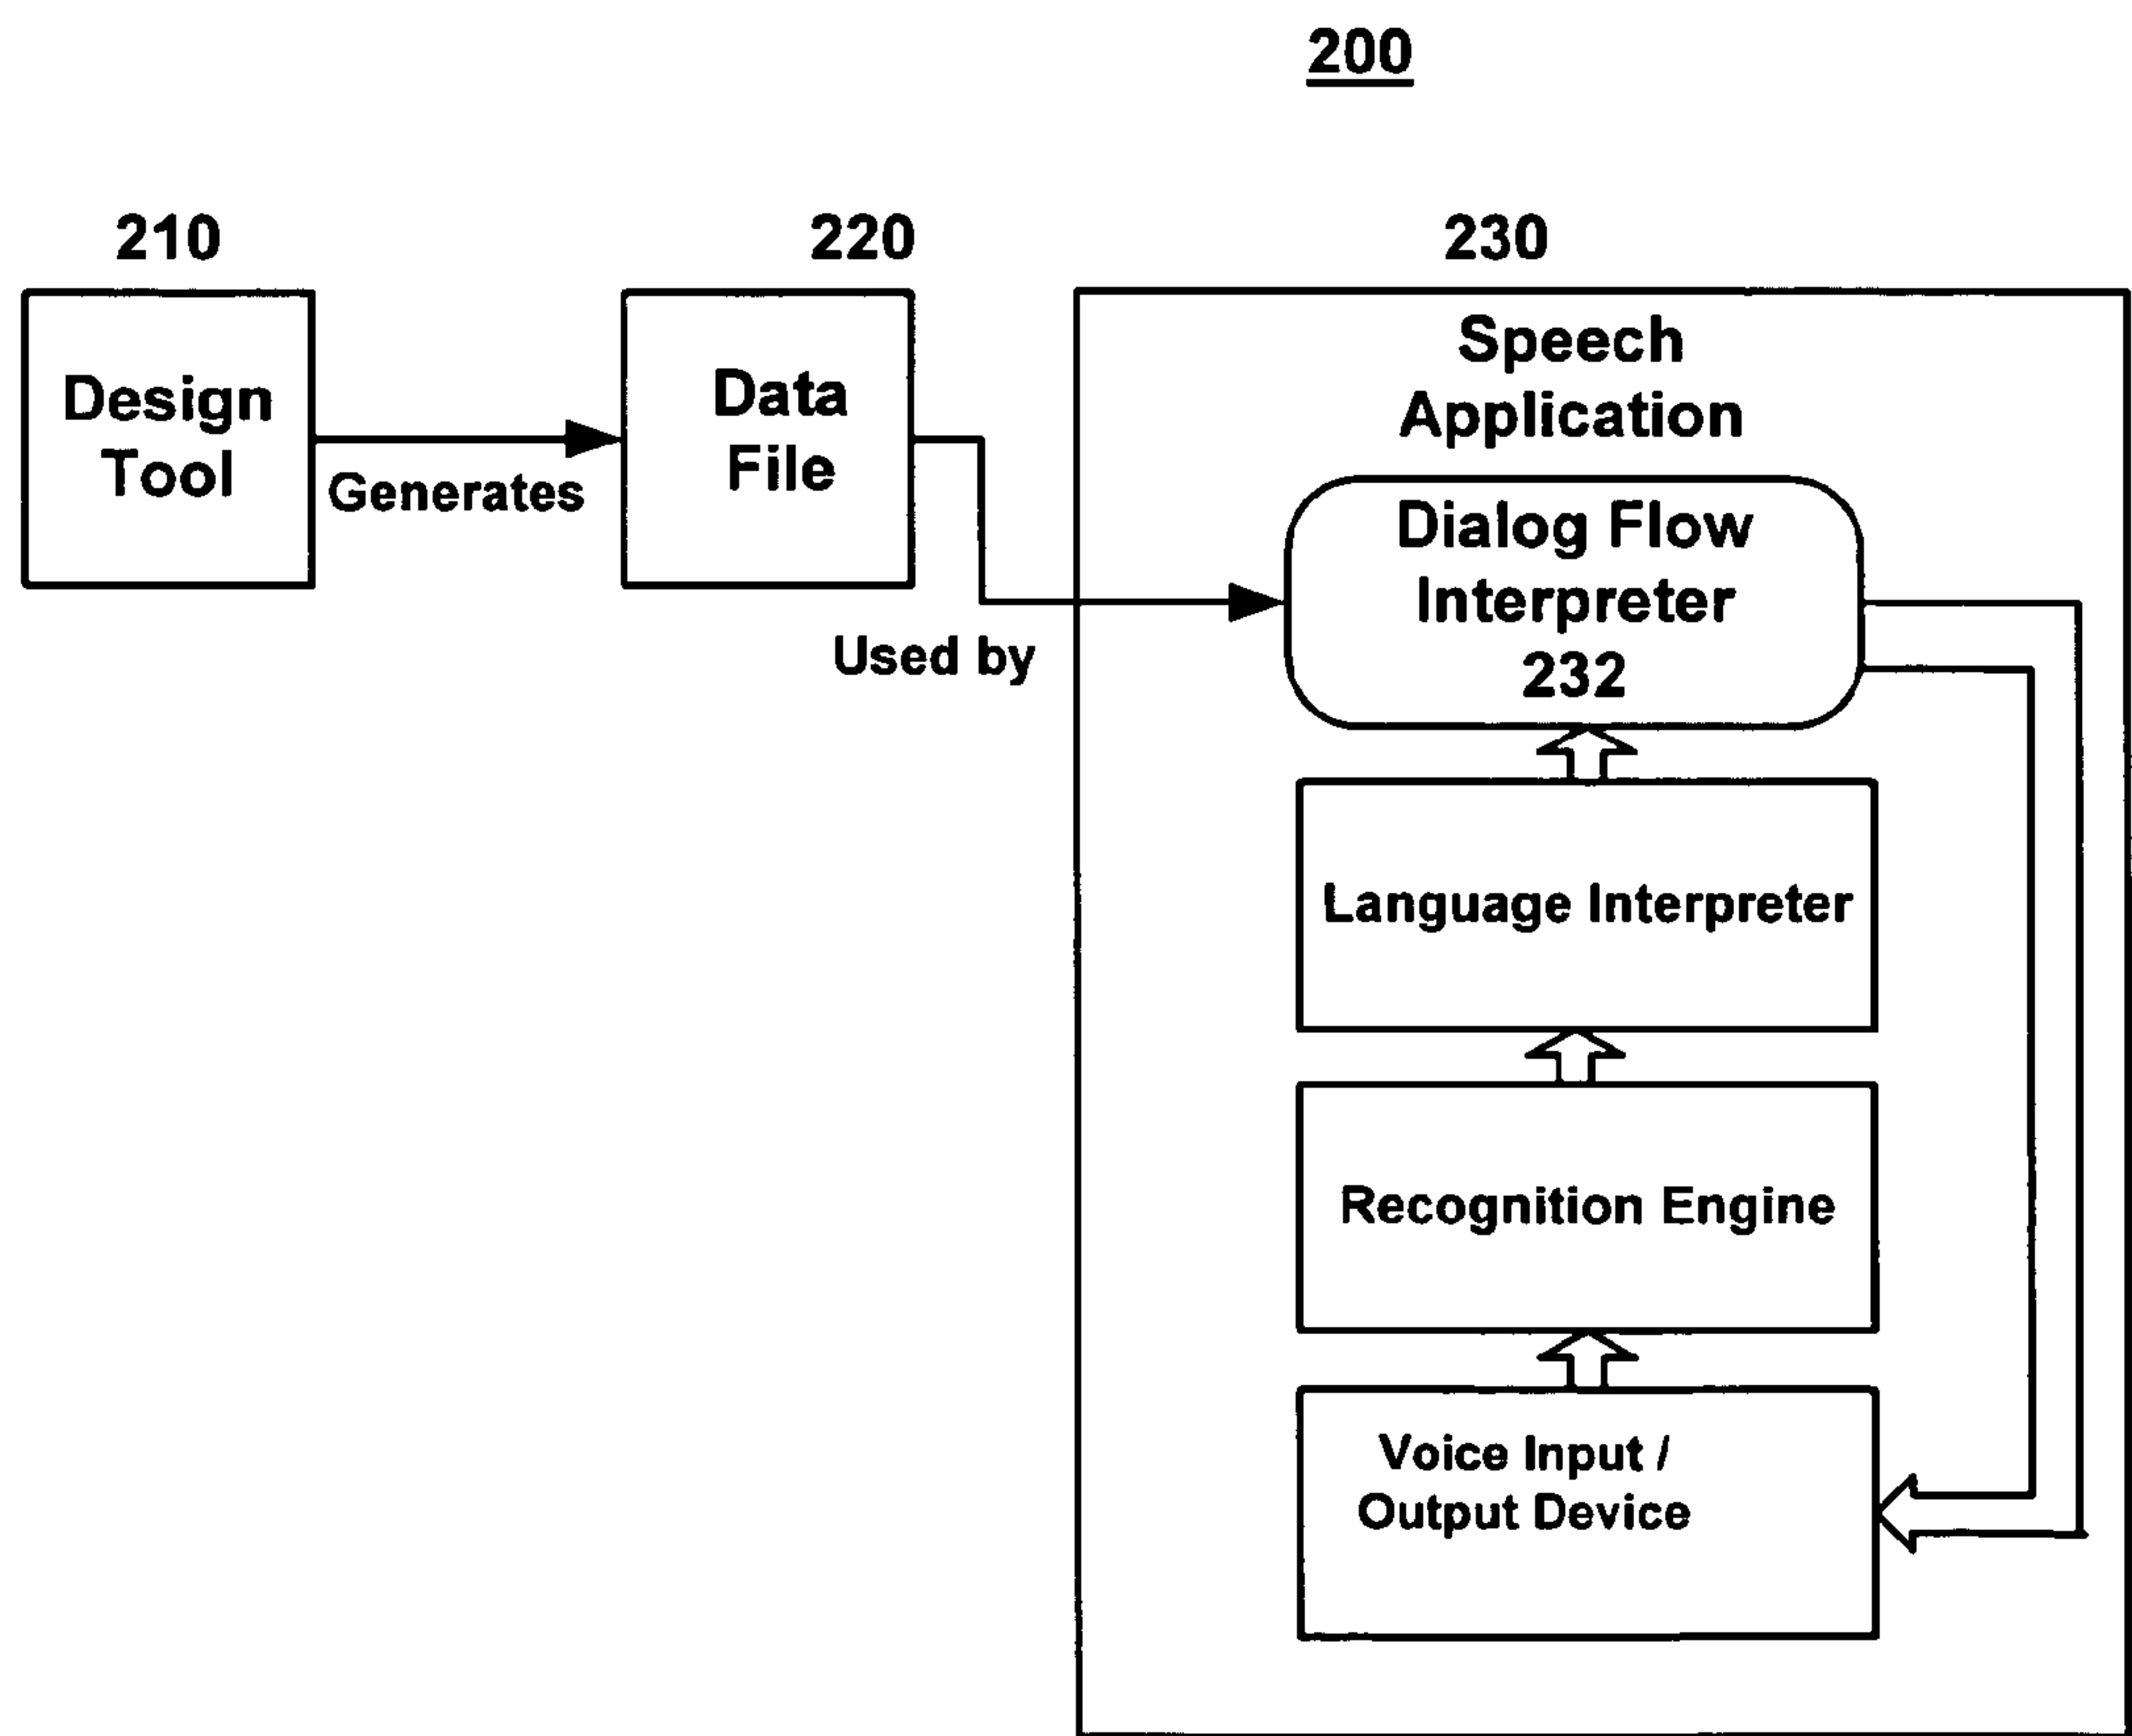 200
210
220
230
Design
Tool
Generates
Data
File
Used by
Speech
Application
Dialog Flow
Interpreter
232
Language Interpreter
Recognition Engine
Voice Input /
Output Device